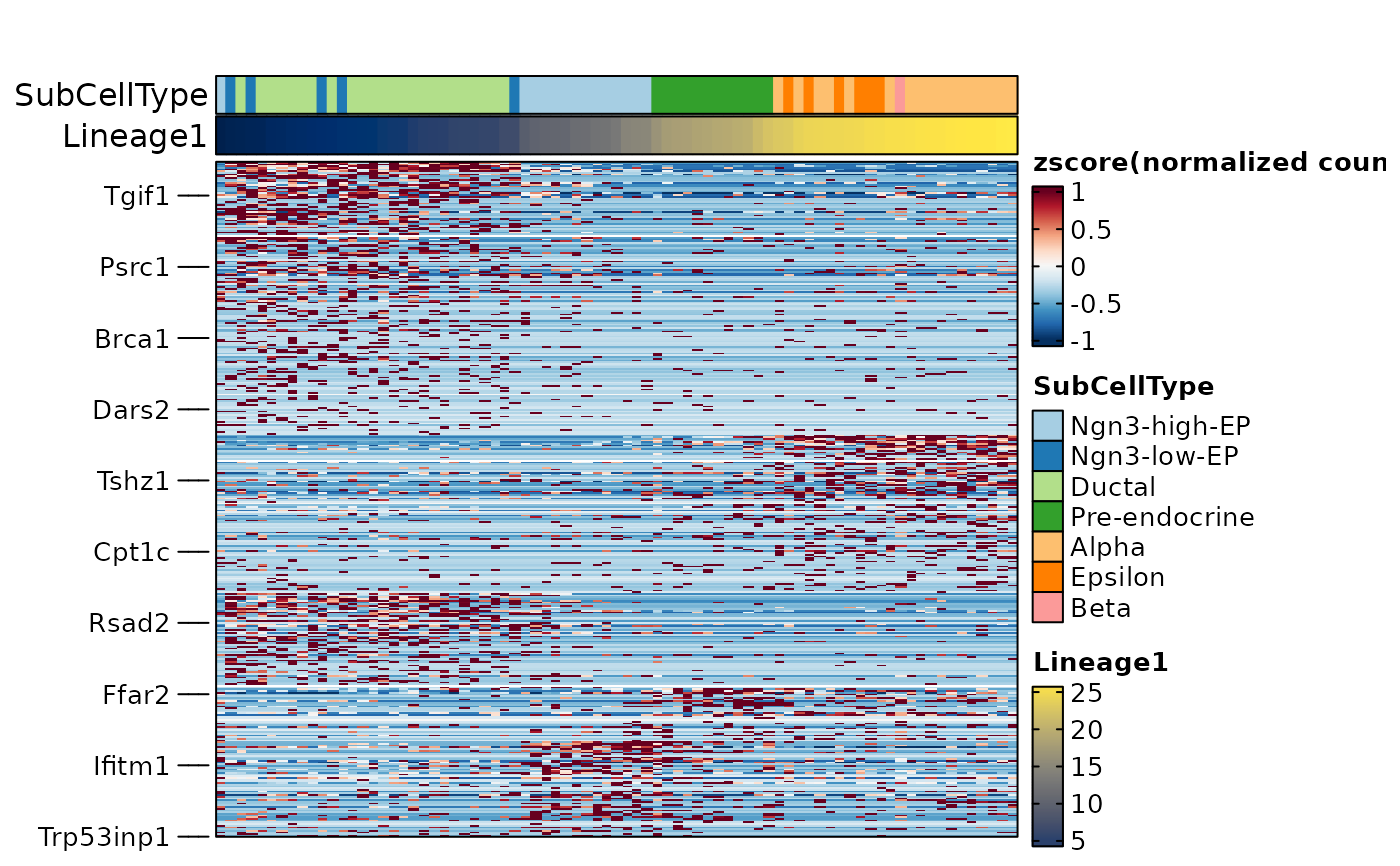 SubCellType
Lineage1
Tgif1
Psrc1
Brca1
Dars2
Tshz1
Cpt1c
Rsad2
Ffar2
Ifitm1
Trp53inp1
zscore(normalized coun
1
0.5
0
-0.5
-1
SubCellType
Ngn3-high-EP
Ngn3-low-EP
Ductal
Pre-endocrine
Alpha
Epsilon
Beta
Lineage1
25
20
15
10
5